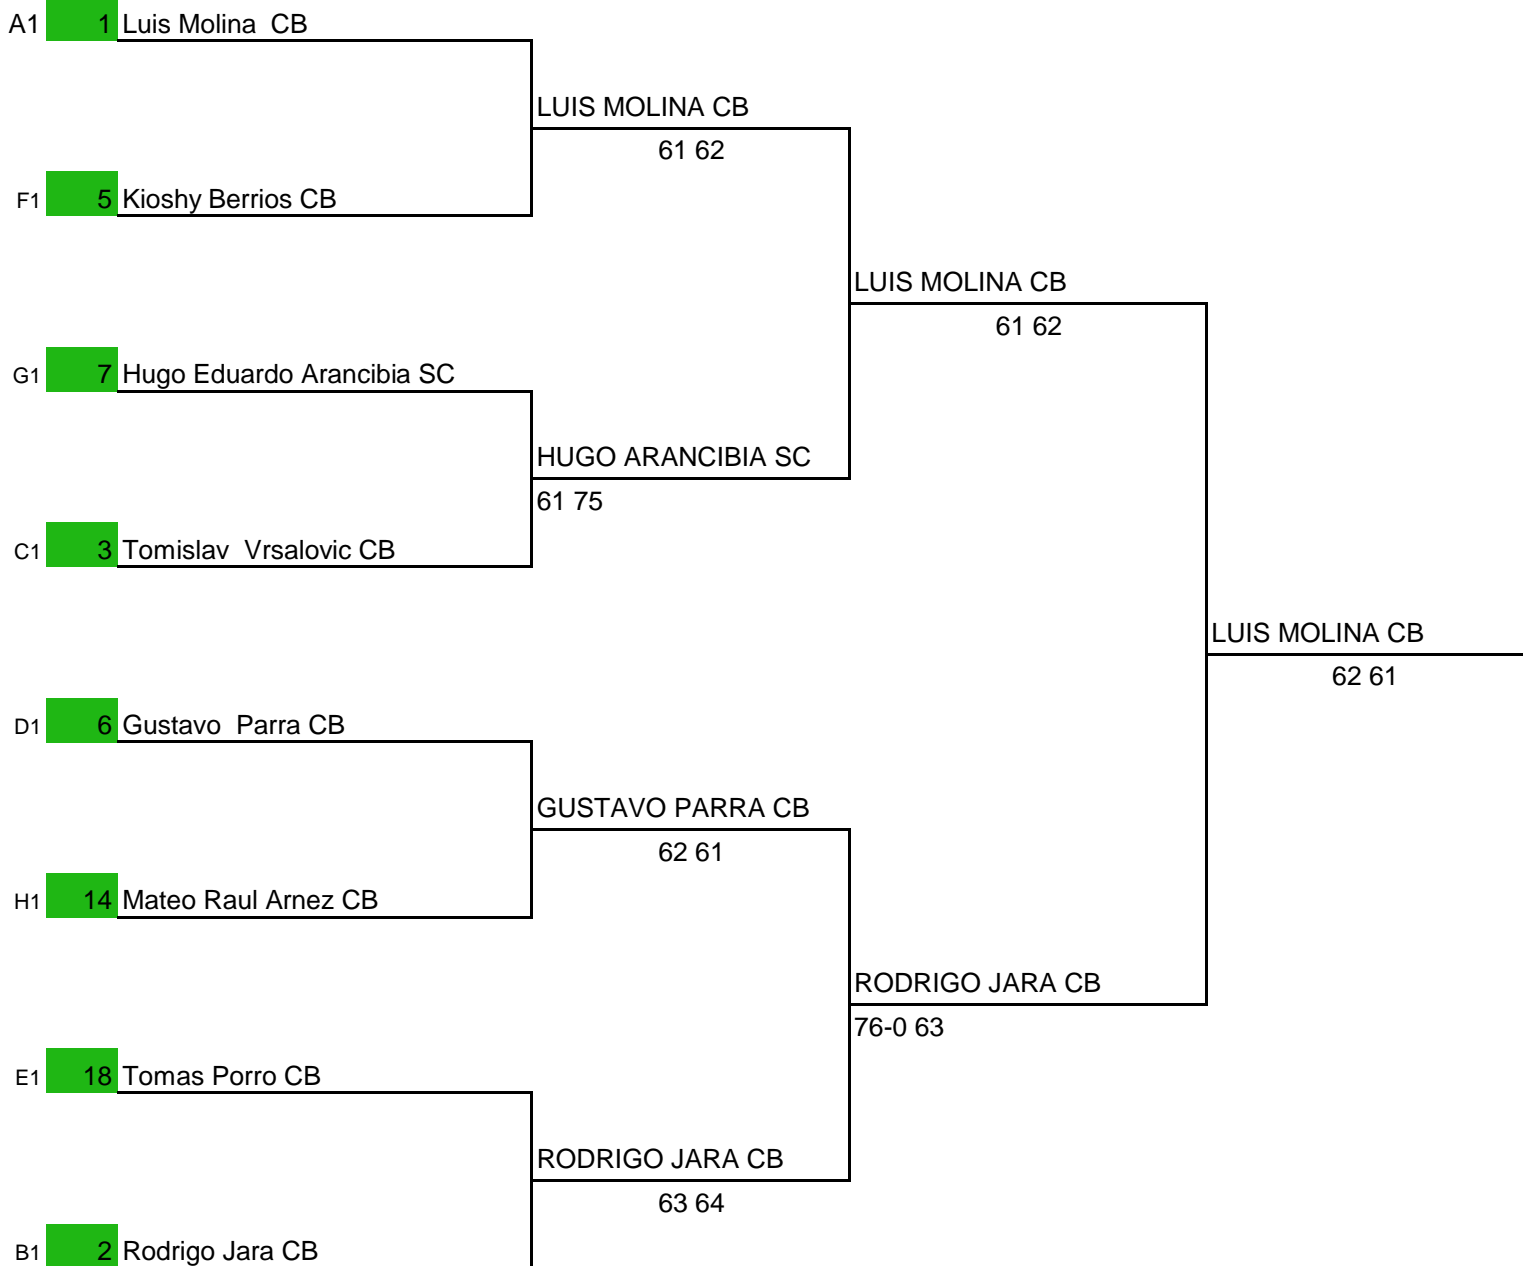 A1 1 Luis Molina  CB
LUIS MOLINA CB
61 62
F1 5 Kioshy Berrios CB
LUIS MOLINA CB
61 62
G1 7 Hugo Eduardo Arancibia SC
HUGO ARANCIBIA SC
61 75
C1 3 Tomislav  Vrsalovic CB
LUIS MOLINA CB
62 61
D1 6 Gustavo  Parra CB
GUSTAVO PARRA CB
62 61
H1 14 Mateo Raul Arnez CB
RODRIGO JARA CB
76-0 63
E1 18 Tomas Porro CB
RODRIGO JARA CB
63 64
B1 2 Rodrigo Jara CB